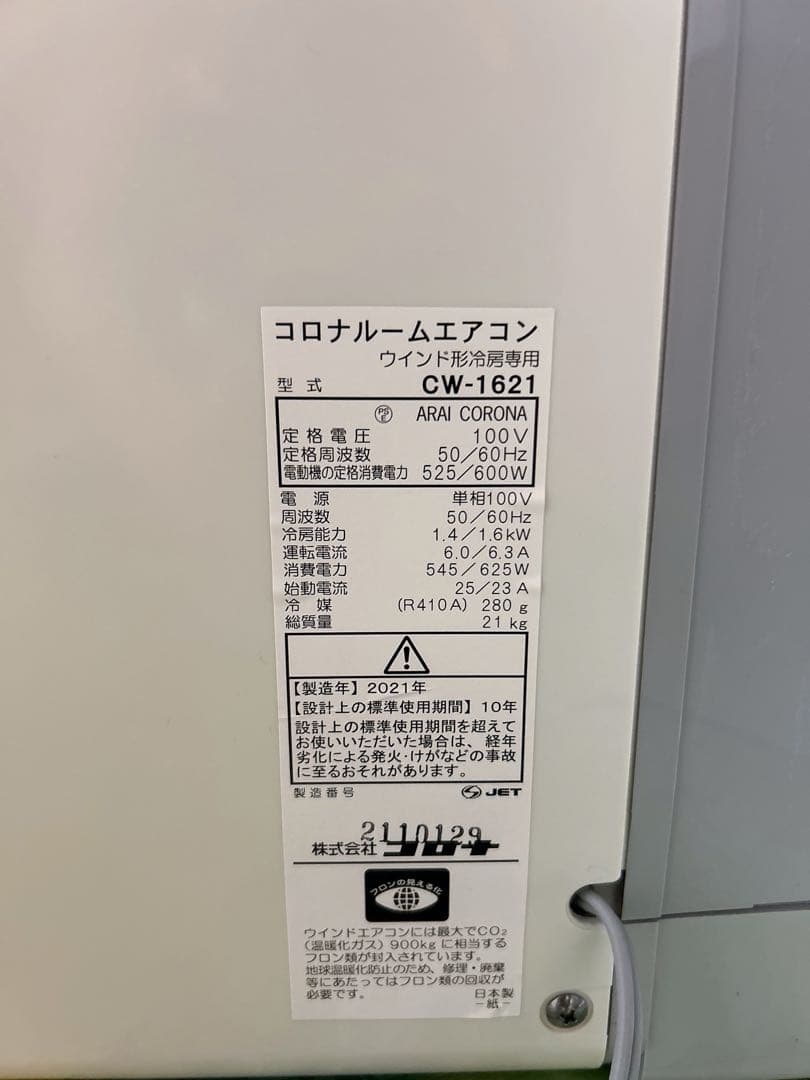 コロナルームエアコン
ウインド形冷房専用
型式 CW-1621
PSE ARAI CORONA
定格電圧 100V
定格周波数 50/60Hz
電動機の定格消費電力 525/600W
電源 単相100V
周波数 50/60Hz
冷房能力 1.4/1.6kW
運転電流 6.0/6.3A
消費電力 545/625W
始動電流 25/23A
冷媒 (R410A) 280g
総質量 21kg
【製造年】2021年
【設計上の標準使用期間】10年
設計上の標準使用期間を超えて
お使いいただいた場合は、経年
劣化による発火・けがなどの事故
に至るおそれがあります。
製造番号 JET
2110129
株式会社コロナ
フロンの見える化
ウインドエアコンには最大でCO₂
(温暖化ガス)900kgに相当する
フロン類が封入されています。
地球温暖化防止のため、修理・廃棄
等にあたってはフロン類の回収が
必要です。 日本製
-紙-